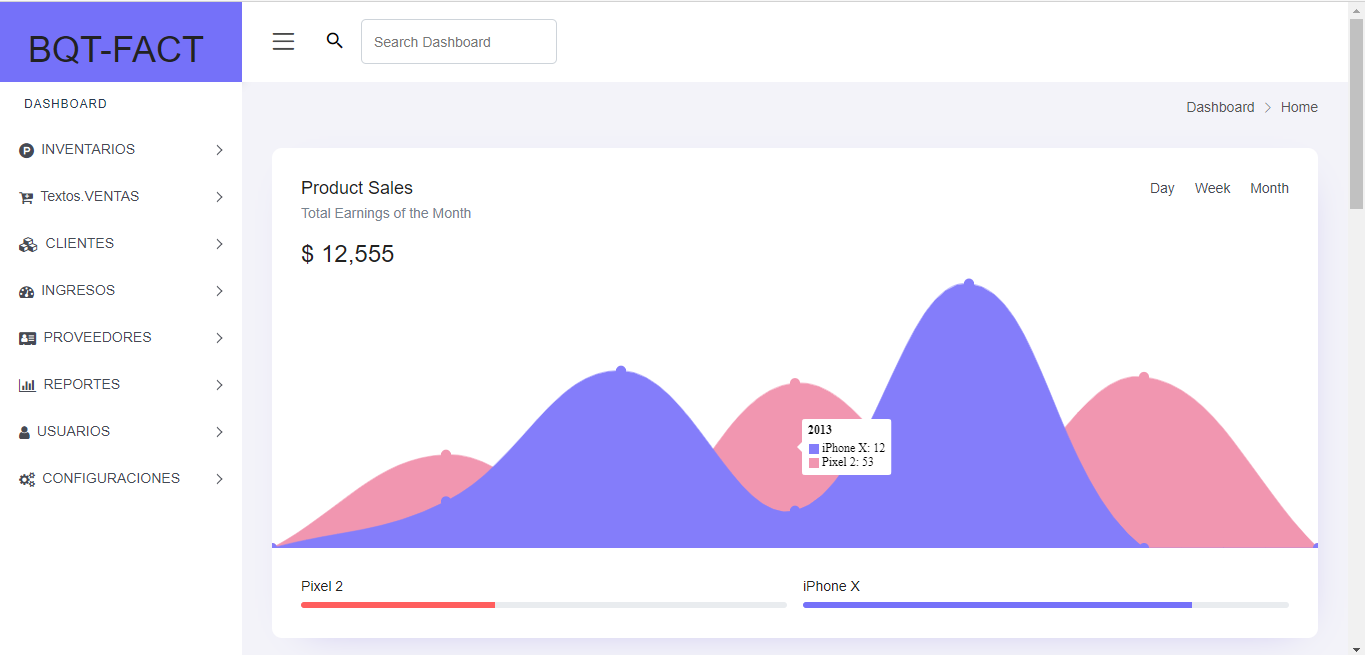 BQT-FACT
Search Dashboard
DASHBOARD
INVENTARIOS
Textos.VENTAS
CLIENTES
INGRESOS
PROVEEDORES
REPORTES
USUARIOS
CONFIGURACIONES
Dashboard > Home
Product Sales
Day Week Month
Total Earnings of the Month
$ 12,555
2013
iPhone X: 12
Pixel 2: 53
Pixel 2
iPhone X